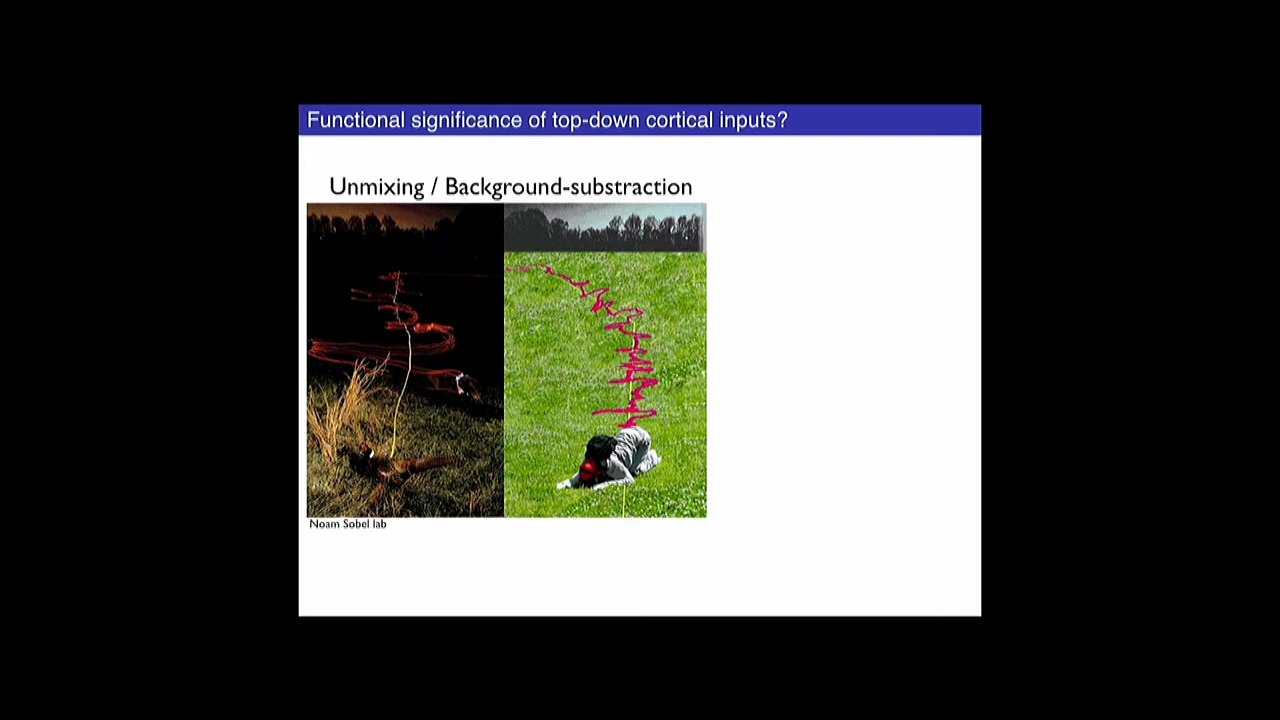 Functional significance of top-down cortical inputs?
Unmixing / Background-substraction
Noam Sobel lab